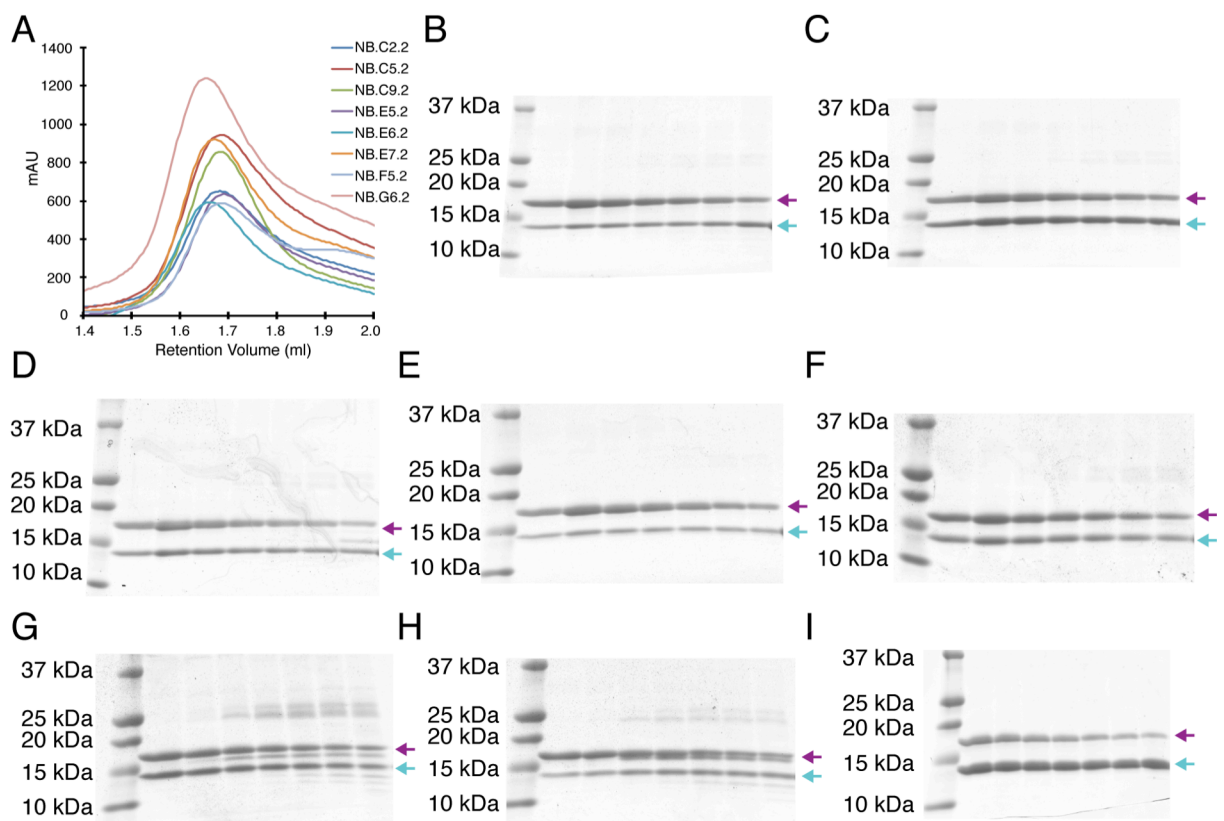 A
1400
1200
1000
800
600
400
200
0
mAU
1.4 1.5 1.6 1.7 1.8 1.9 2.0
Retention Volume (ml)
NB.C2.2
NB.C5.2
NB.C9.2
NB.E5.2
NB.E6.2
NB.E7.2
NB.F5.2
NB.G6.2
B
37 kDa
25 kDa
20 kDa
15 kDa
10 kDa
C
37 kDa
25 kDa
20 kDa
15 kDa
10 kDa
D
37 kDa
25 kDa
20 kDa
15 kDa
10 kDa
E
37 kDa
25 kDa
20 kDa
15 kDa
10 kDa
F
37 kDa
25 kDa
20 kDa
15 kDa
10 kDa
G
37 kDa
25 kDa
20 kDa
15 kDa
10 kDa
H
37 kDa
25 kDa
20 kDa
15 kDa
10 kDa
I
37 kDa
25 kDa
20 kDa
15 kDa
10 kDa